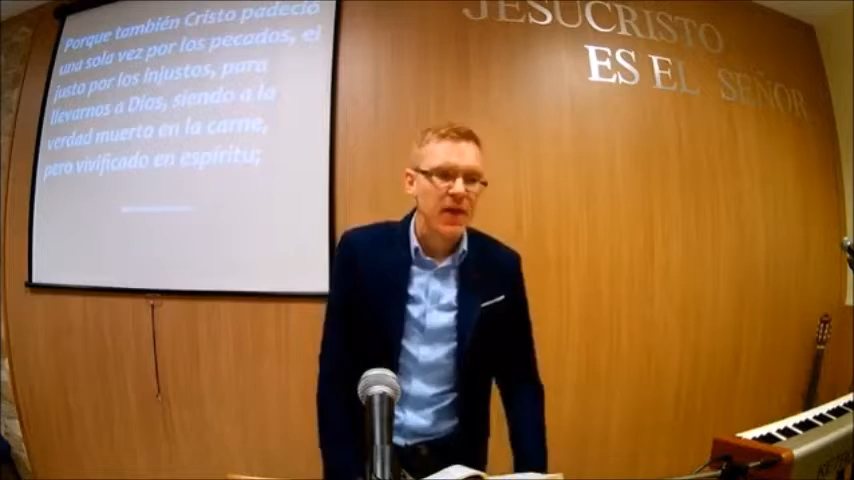 Porque también Cristo padeció
una sola vez por los pecados, el
justo por los injustos, para
llevarnos a Dios, siendo a la
verdad muerto en la carne,
pero vivificado en espíritu;
JESUCRISTO
ES EL SEÑOR